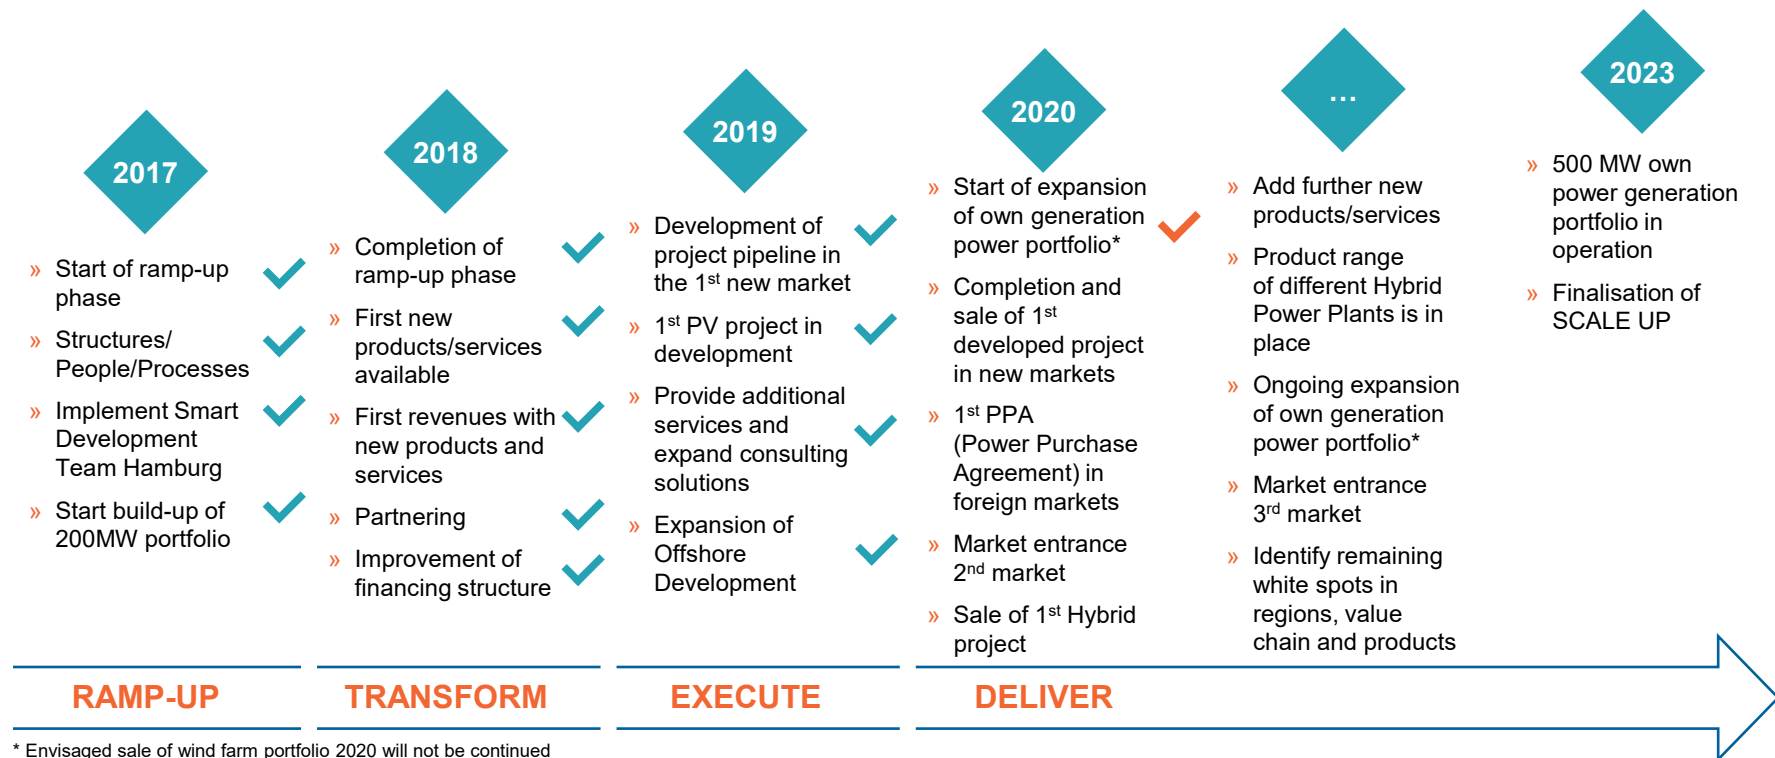 2017
» Start of ramp-up
phase
» Structures/
People/Processes
» Implement Smart
Development
Team Hamburg
» Start build-up of
200MW portfolio
2018
» Completion of
ramp-up phase
» First new
products/services
available
» First revenues with
new products and
services
» Partnering
» Improvement of
financing structure
2019
» Development of
project pipeline in
the 1st new market
» 1st PV project in
development
» Provide additional
services and
expand consulting
solutions
» Expansion of
Offshore
Development
2020
» Start of expansion
of own generation
power portfolio*
» Completion and
sale of 1st
developed project
in new markets
» 1st PPA
(Power Purchase
Agreement) in
foreign markets
» Market entrance
2nd market
» Sale of 1st Hybrid
project
...
» Add further new
products/services
» Product range
of different Hybrid
Power Plants is in
place
» Ongoing expansion
of own generation
power portfolio*
» Market entrance
3rd market
» Identify remaining
white spots in
regions, value
chain and products
2023
» 500 MW own
power generation
portfolio in
operation
» Finalisation of
SCALE UP
RAMP-UP
TRANSFORM
EXECUTE
DELIVER
* Envisaged sale of wind farm portfolio 2020 will not be continued